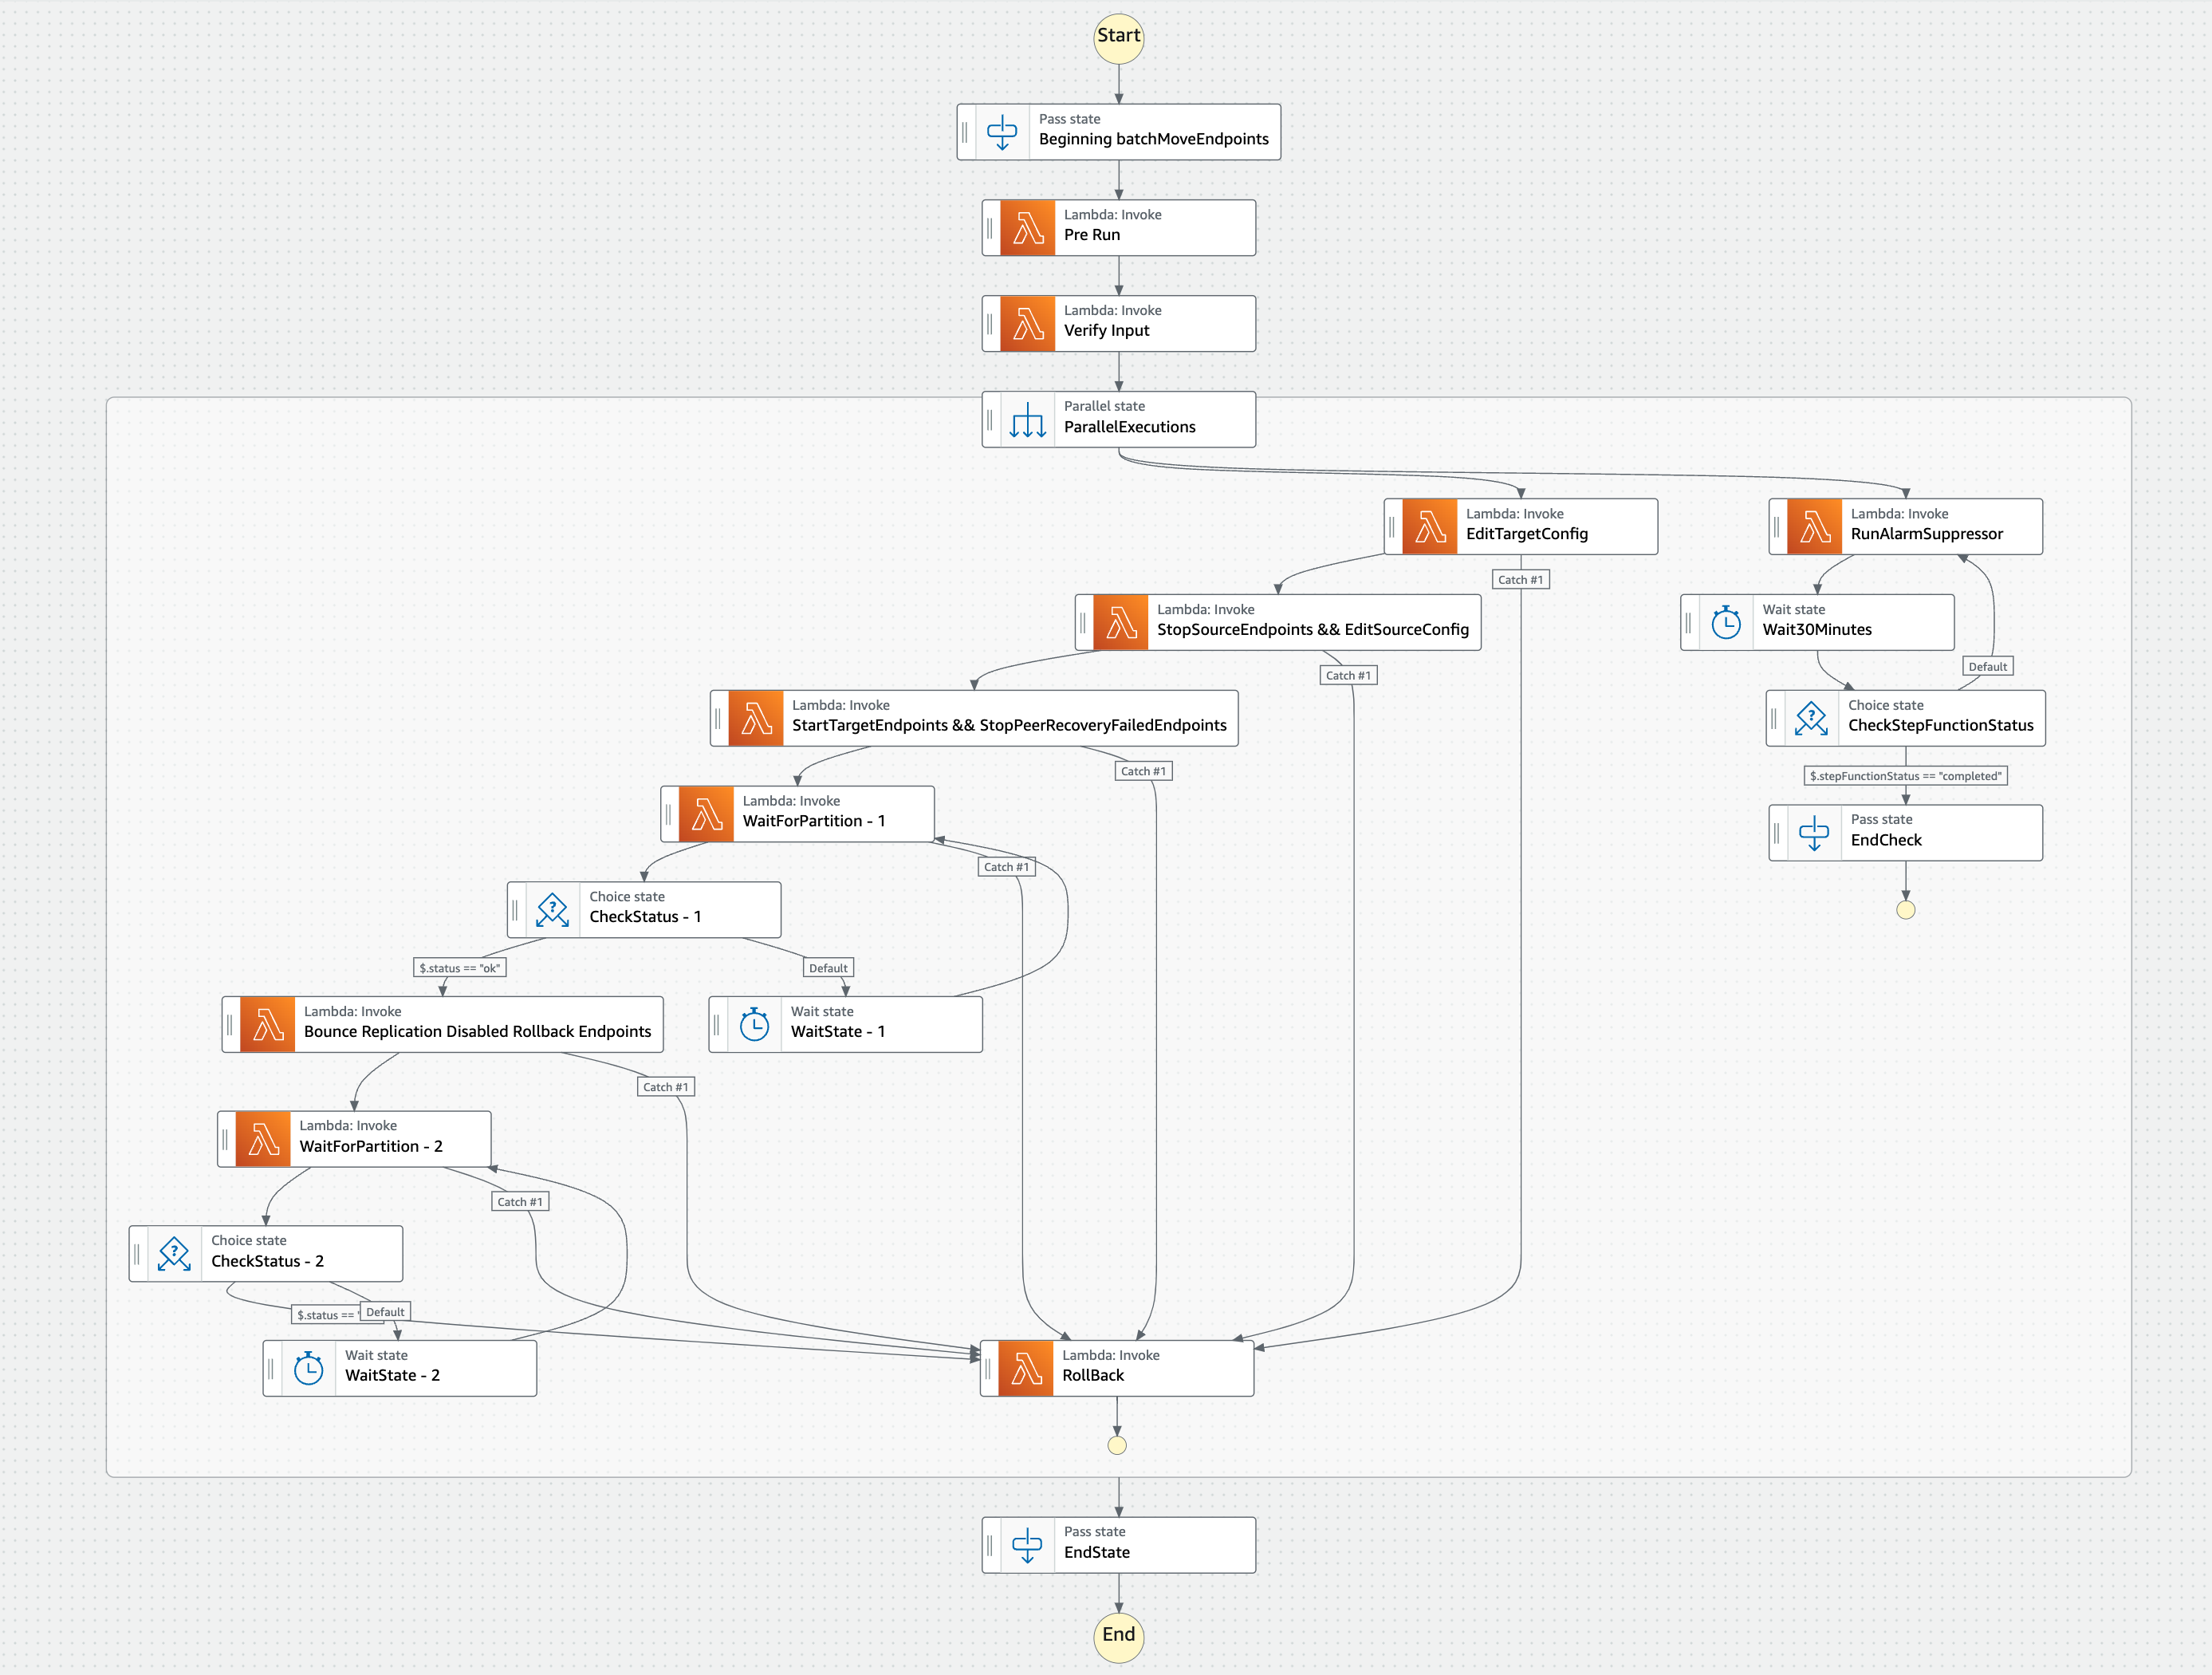 Start
Pass state
Beginning batchMoveEndpoints
Lambda: Invoke
Pre Run
Lambda: Invoke
Verify Input
Parallel state
ParallelExecutions
Lambda: Invoke
EditTargetConfig
Lambda: Invoke
RunAlarmSuppressor
Catch #1
Lambda: Invoke
StopSourceEndpoints && EditSourceConfig
Wait state
Wait30Minutes
Catch #1
Default
Lambda: Invoke
StartTargetEndpoints && StopPeerRecoveryFailedEndpoints
Choice state
CheckStepFunctionStatus
Catch #1
$.stepFunctionStatus == "completed"
Lambda: Invoke
WaitForPartition - 1
Pass state
EndCheck
Catch #1
Choice state
CheckStatus - 1
$.status == "ok"
Default
Lambda: Invoke
Bounce Replication Disabled Rollback Endpoints
Wait state
WaitState - 1
Catch #1
Lambda: Invoke
WaitForPartition - 2
Catch #1
Choice state
CheckStatus - 2
$.status == "
Default
Wait state
WaitState - 2
Lambda: Invoke
RollBack
Pass state
EndState
End